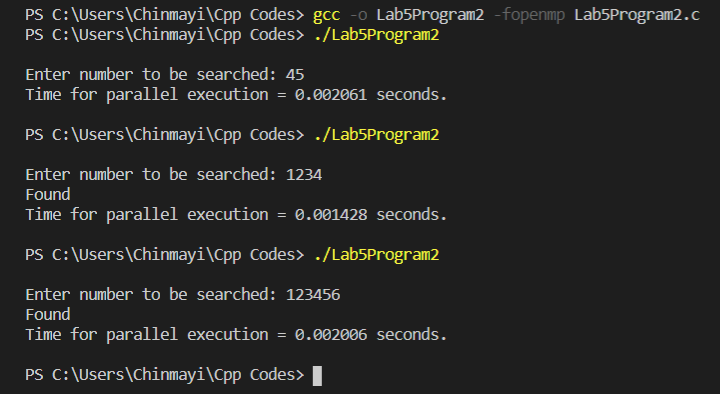 PS C:\Users\Chinmayi\Cpp Codes> gcc -o Lab5Program2 -fopenmp Lab5Program2.c
PS C:\Users\Chinmayi\Cpp Codes> ./Lab5Program2
Enter number to be searched: 45
Time for parallel execution = 0.002061 seconds.
PS C:\Users\Chinmayi\Cpp Codes> ./Lab5Program2
Enter number to be searched: 1234
Found
Time for parallel execution = 0.001428 seconds.
PS C:\Users\Chinmayi\Cpp Codes> ./Lab5Program2
Enter number to be searched: 123456
Found
Time for parallel execution = 0.002006 seconds.
PS C:\Users\Chinmayi\Cpp Codes>